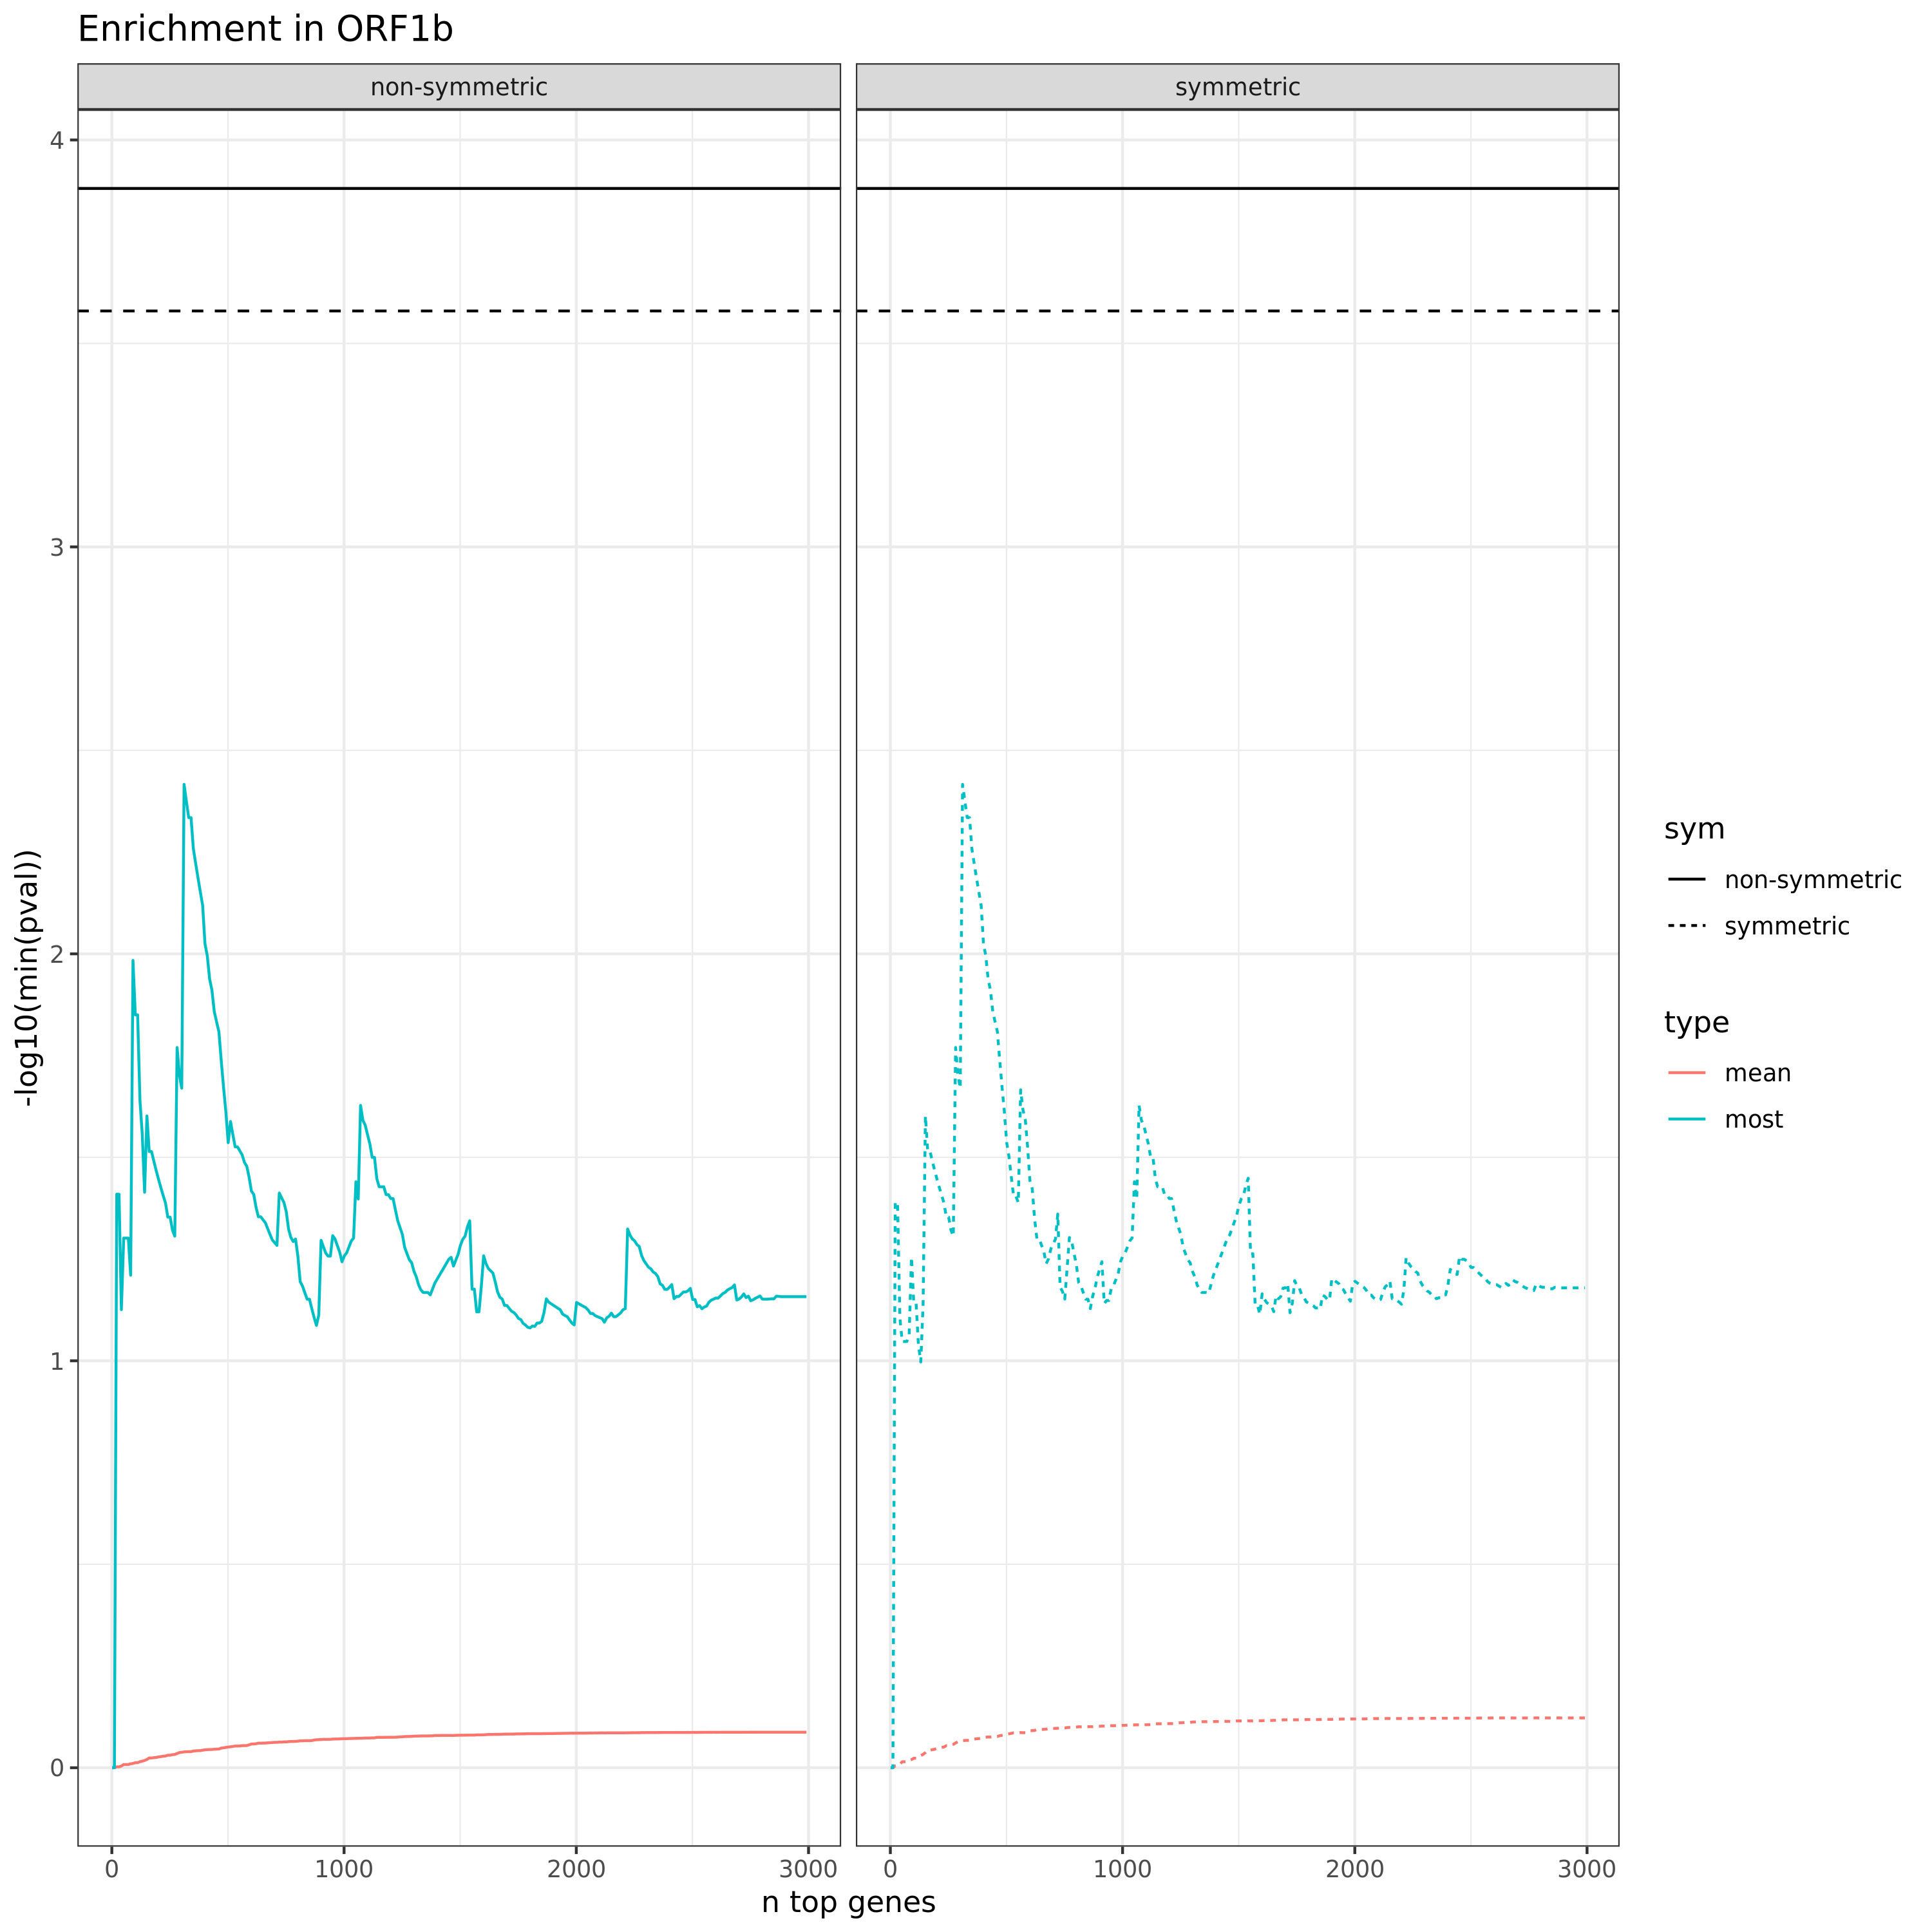 Enrichment in ORF1b
non-symmetric
symmetric
-log10(min(pval))
4
3
2
1
0
0 1000 2000 3000
0 1000 2000 3000
n top genes
sym
non-symmetric
symmetric
type
mean
most